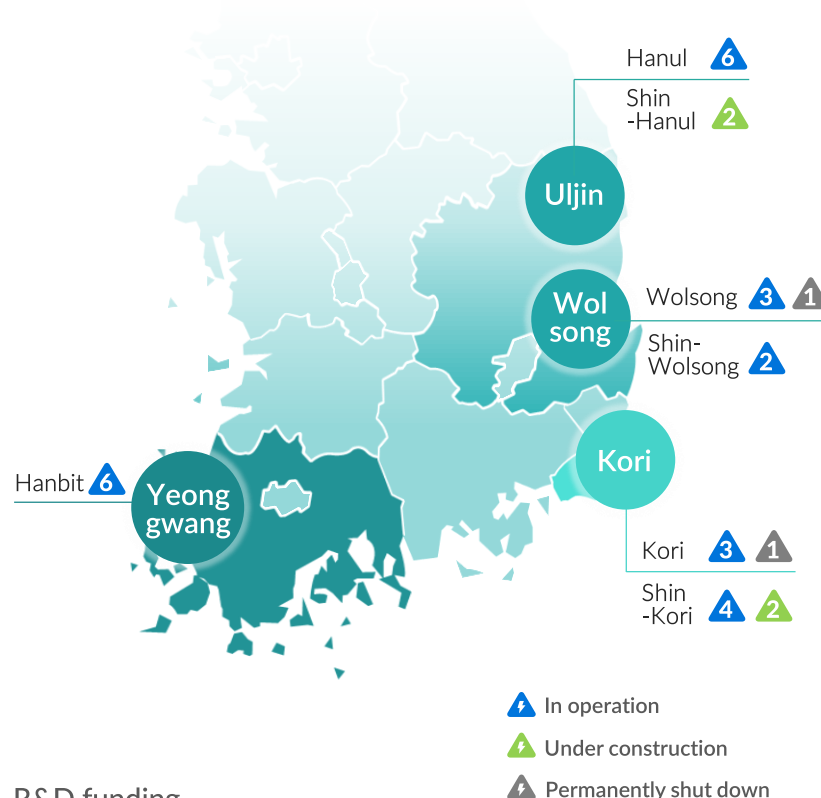 Hanul 6
Shin
-Hanul 2
Uljin
Wol
song
Wolsong 3 1
Shin-
Wolsong 2
Kori
Hanbit 6
Yeong
gwang
Kori 3 1
Shin
-Kori 4 2
In operation
Under construction
Permanently shut down
R&D funding